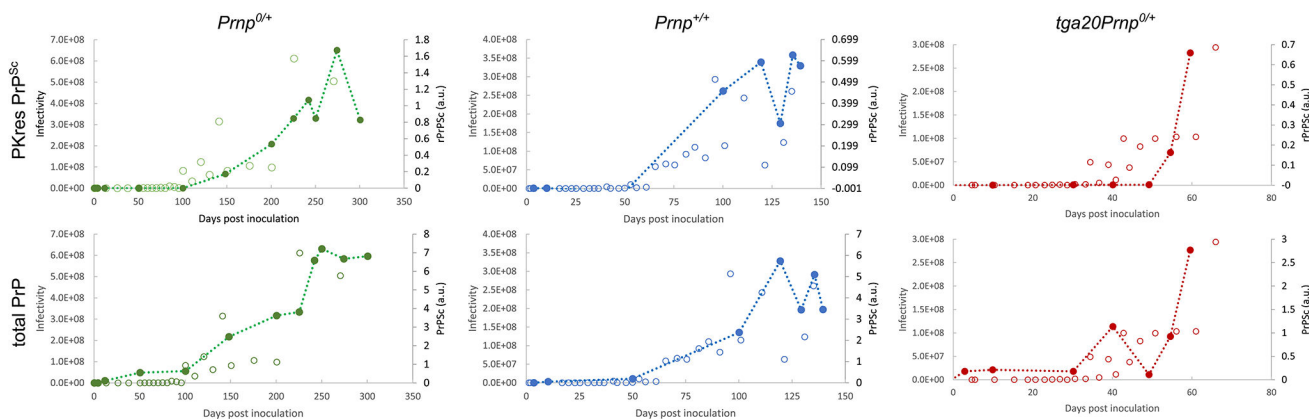 Prnp0/+
Prnp+/+
tga20Prnp0/+
PKres PrPSc
Infectivity
7.0E+08
6.0E+08
5.0E+08
4.0E+08
3.0E+08
2.0E+08
1.0E+08
0.0E+00
0 50 100 150 200 250 300 350
Days post inoculation
1.8
1.6
1.4
1.2
1
0.8
0.6
0.4
0.2
0
rPrPSc (a.u.)
Infectivity
4.0E+08
3.5E+08
3.0E+08
2.5E+08
2.0E+08
1.5E+08
1.0E+08
5.0E+07
0.0E+00
0 25 50 75 100 125 150
Days post inoculation
0.699
0.599
0.499
0.399
0.299
0.199
0.099
-0.001
rPrPSc (a.u.)
Infectivity
3.0E+08
2.5E+08
2.0E+08
1.5E+08
1.0E+08
5.0E+07
0.0E+00
0 20 40 60 80
Days post inoculation
0.7
0.6
0.5
0.4
0.3
0.2
0.1
-0
rPrPSc (a.u.)
total PrP
Infectivity
7.0E+08
6.0E+08
5.0E+08
4.0E+08
3.0E+08
2.0E+08
1.0E+08
0.0E+00
0 50 100 150 200 250 300 350
Days post inoculation
8
7
6
5
4
3
2
1
0
PrPSc (a.u.)
Infectivity
4.0E+08
3.5E+08
3.0E+08
2.5E+08
2.0E+08
1.5E+08
1.0E+08
5.0E+07
0.0E+00
0 25 50 75 100 125 150
Days post inoculation
7
6
5
4
3
2
1
0
PrPSc (a.u.)
Infectivity
3.0E+08
2.5E+08
2.0E+08
1.5E+08
1.0E+08
5.0E+07
0.0E+00
0 20 40 60 80
Days post inoculation
3
2
2
1
1
0
PrPSc (a.u.)